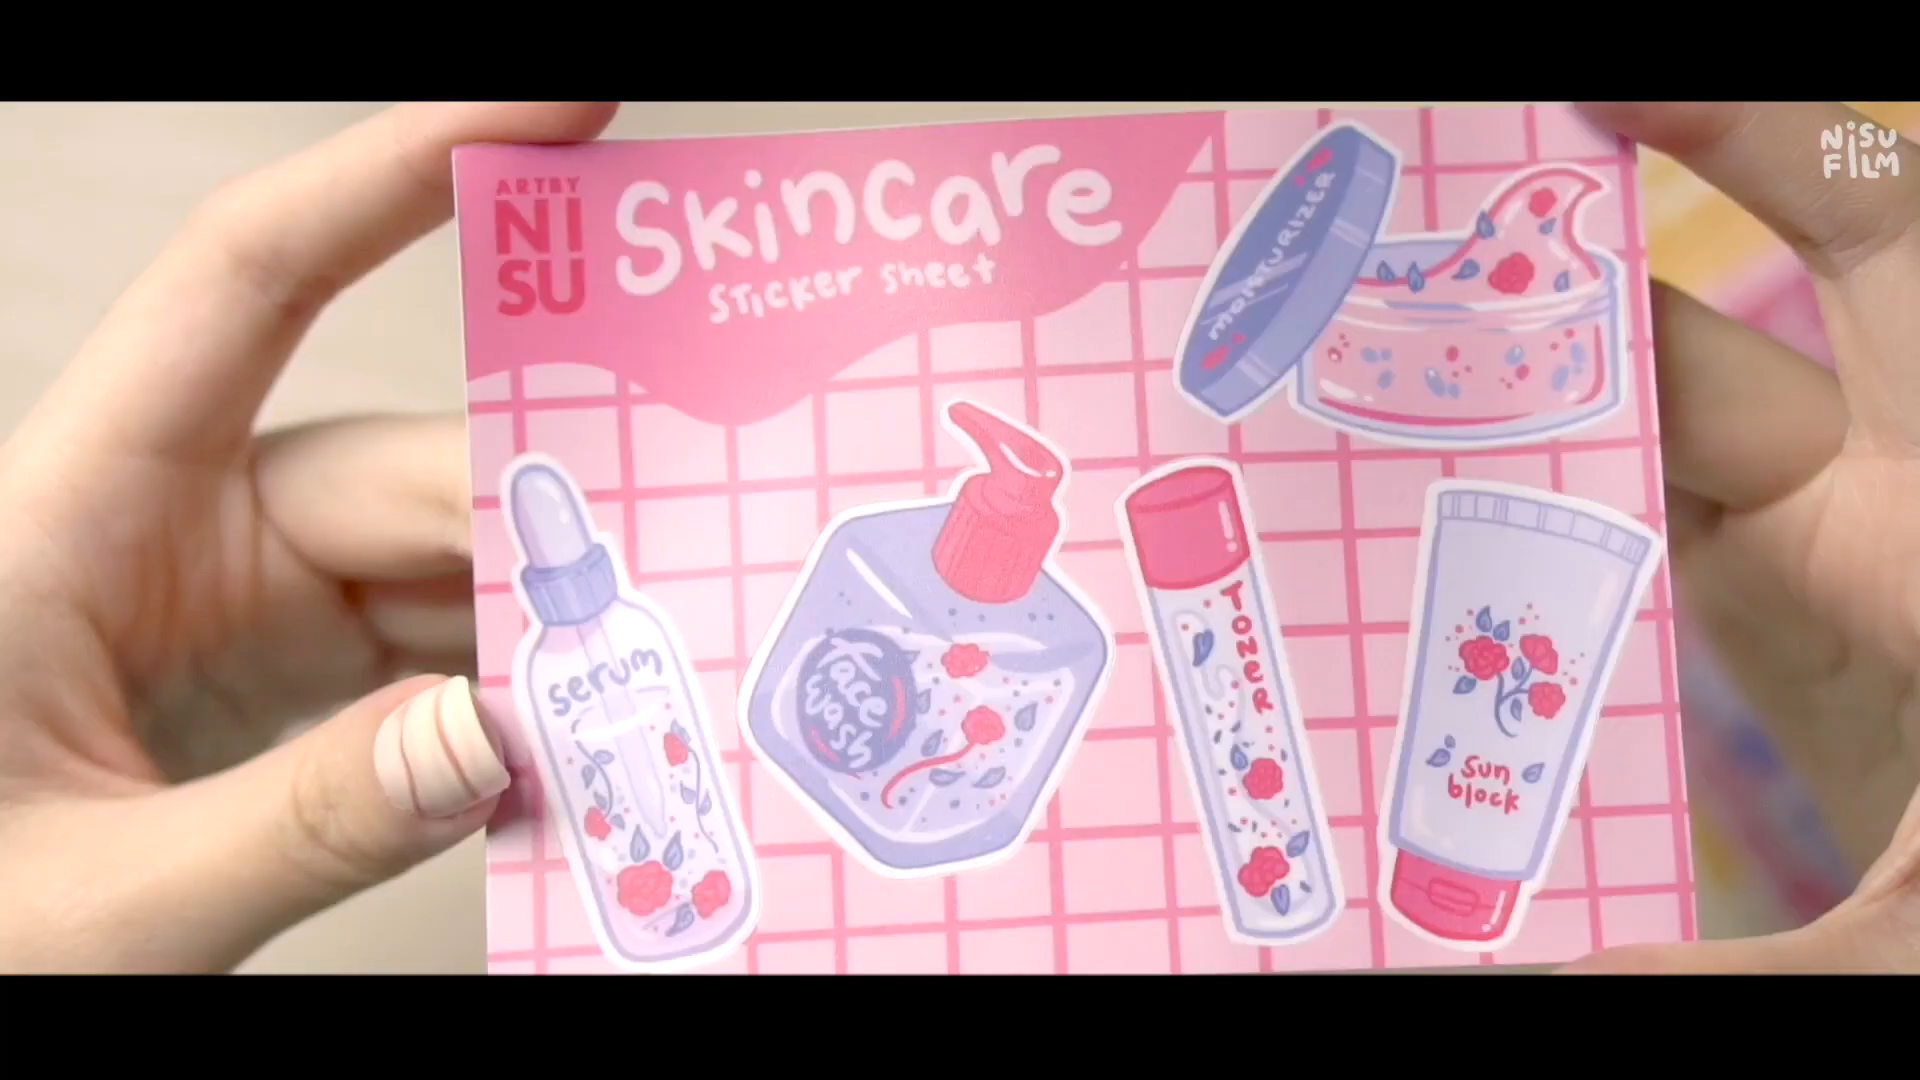 ARTBY
NI
SU
Skincare
Sticker Sheet
MOISTURIZER
NiSU
FILM
serum
Face
Wash
TONER
Sun
block